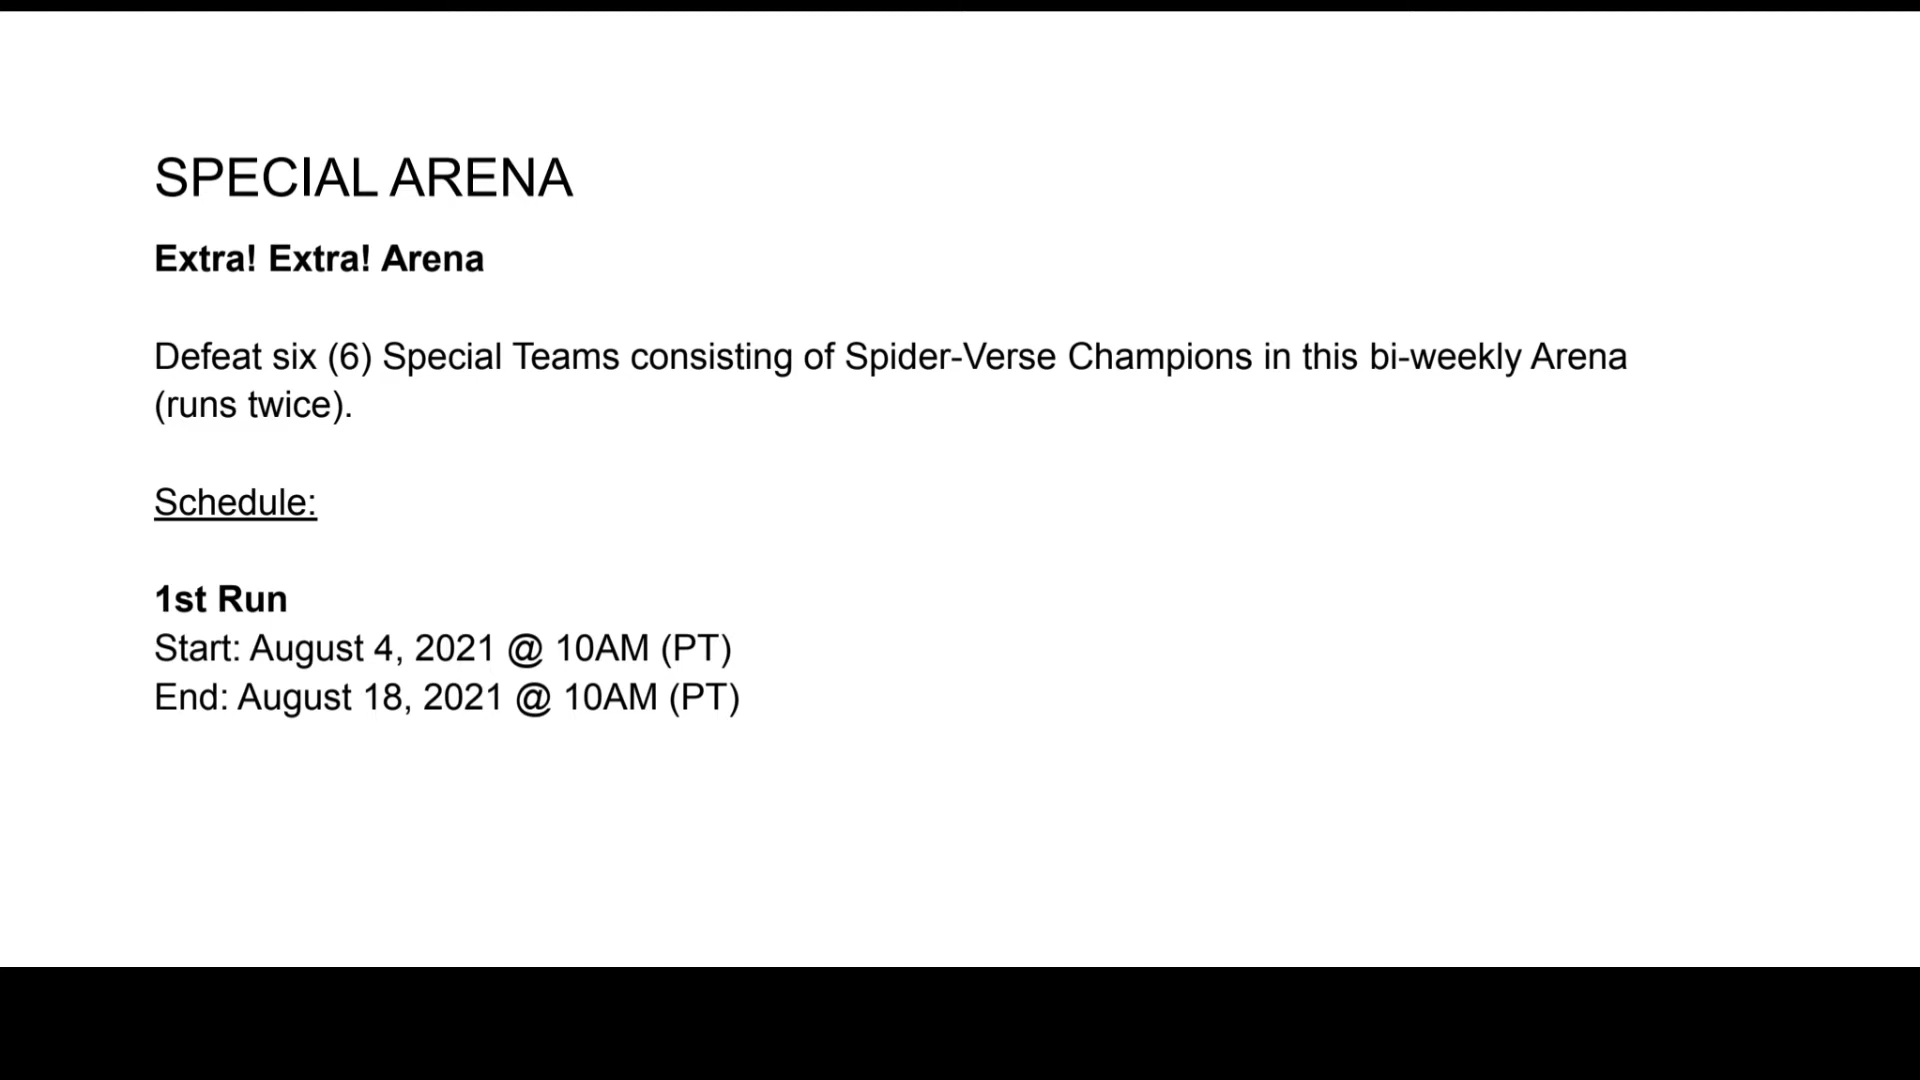 SPECIAL ARENA
Extra! Extra! Arena
Defeat six (6) Special Teams consisting of Spider-Verse Champions in this bi-weekly Arena
(runs twice).
Schedule:
1st Run
Start: August 4, 2021 @ 10AM (PT)
End: August 18, 2021 @ 10AM (PT)